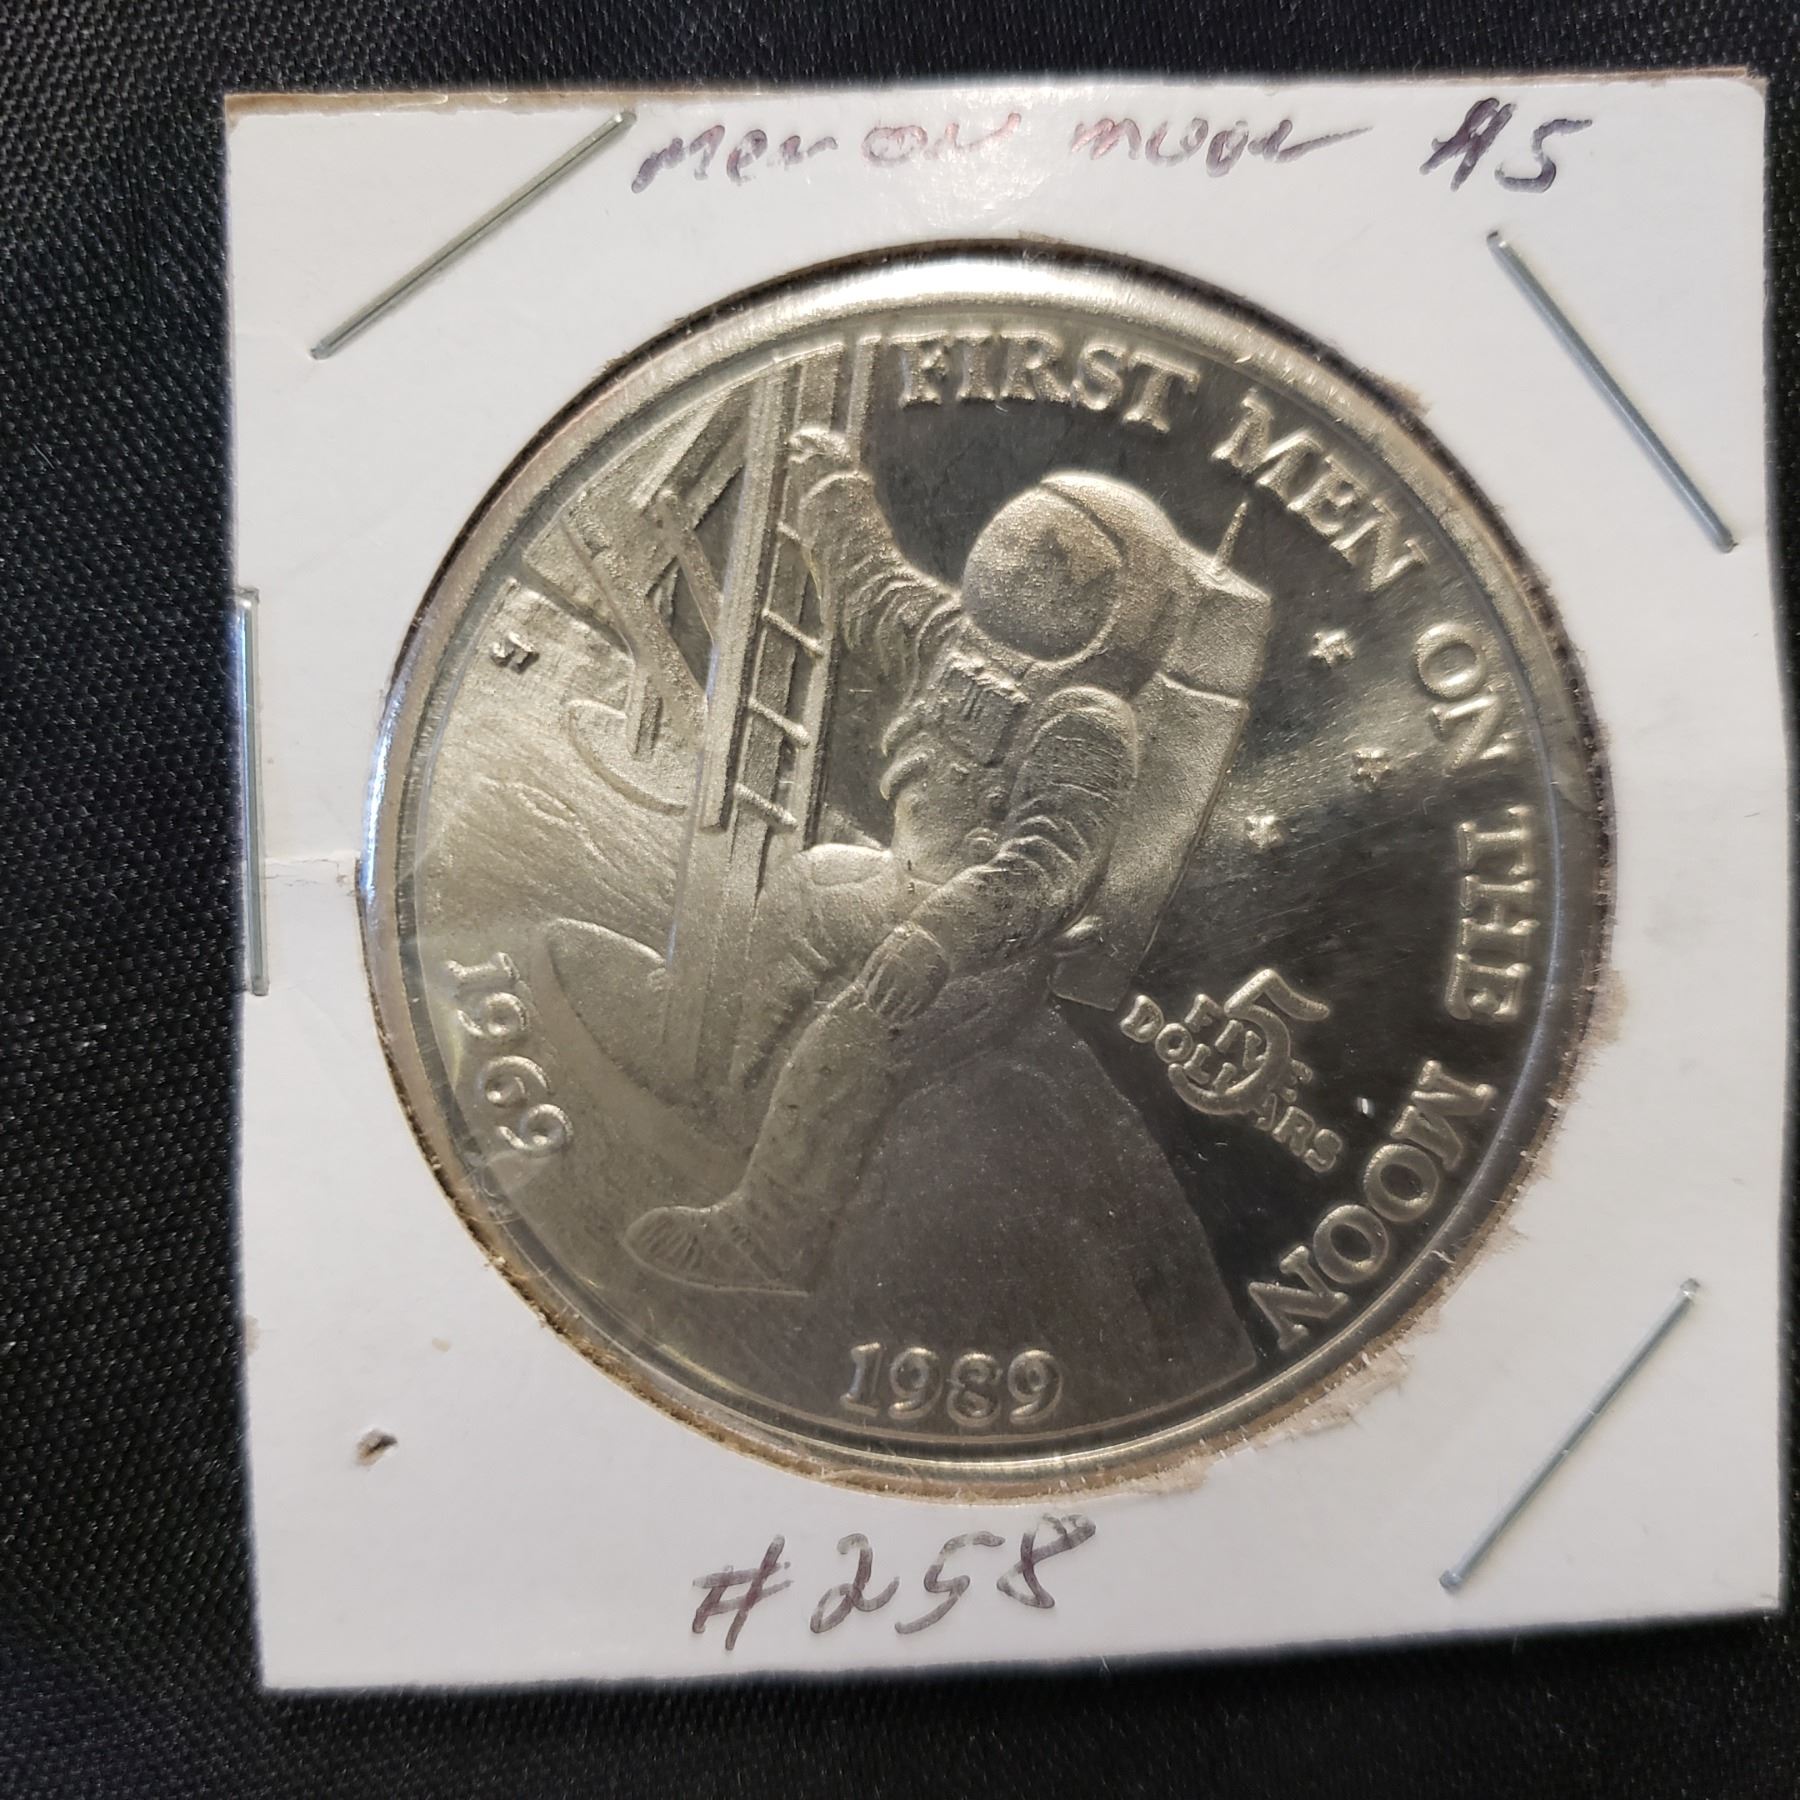 Men on moon $5
FIRST MEN ON THE MOON
5
FIVE
DOLLARS
1969
1989
#258